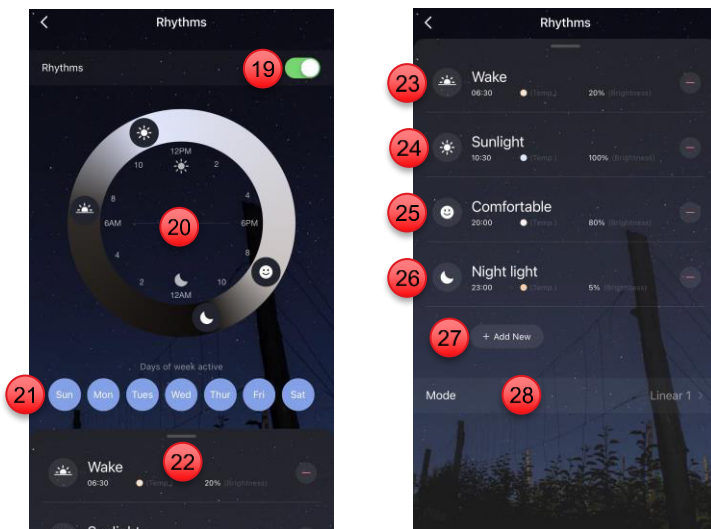 Rhythms
Rhythms
19
12PM
10
2
8
4
6AM
20
6PM
4
8
2
10
12AM
Days of week active
21
Sun Mon Tues Wed Thur Fri Sat
22
Wake
06:30 (Temp.) 20% (Brightness)
Rhythms
23
Wake
06:30 (Temp.) 20% (Brightness)
24
Sunlight
10:30 (Temp.) 100% (Brightness)
25
Comfortable
20:00 (Temp.) 80% (Brightness)
26
Night light
23:00 (Temp.) 5% (Brightness)
27
+ Add New
Mode
28
Linear 1 >